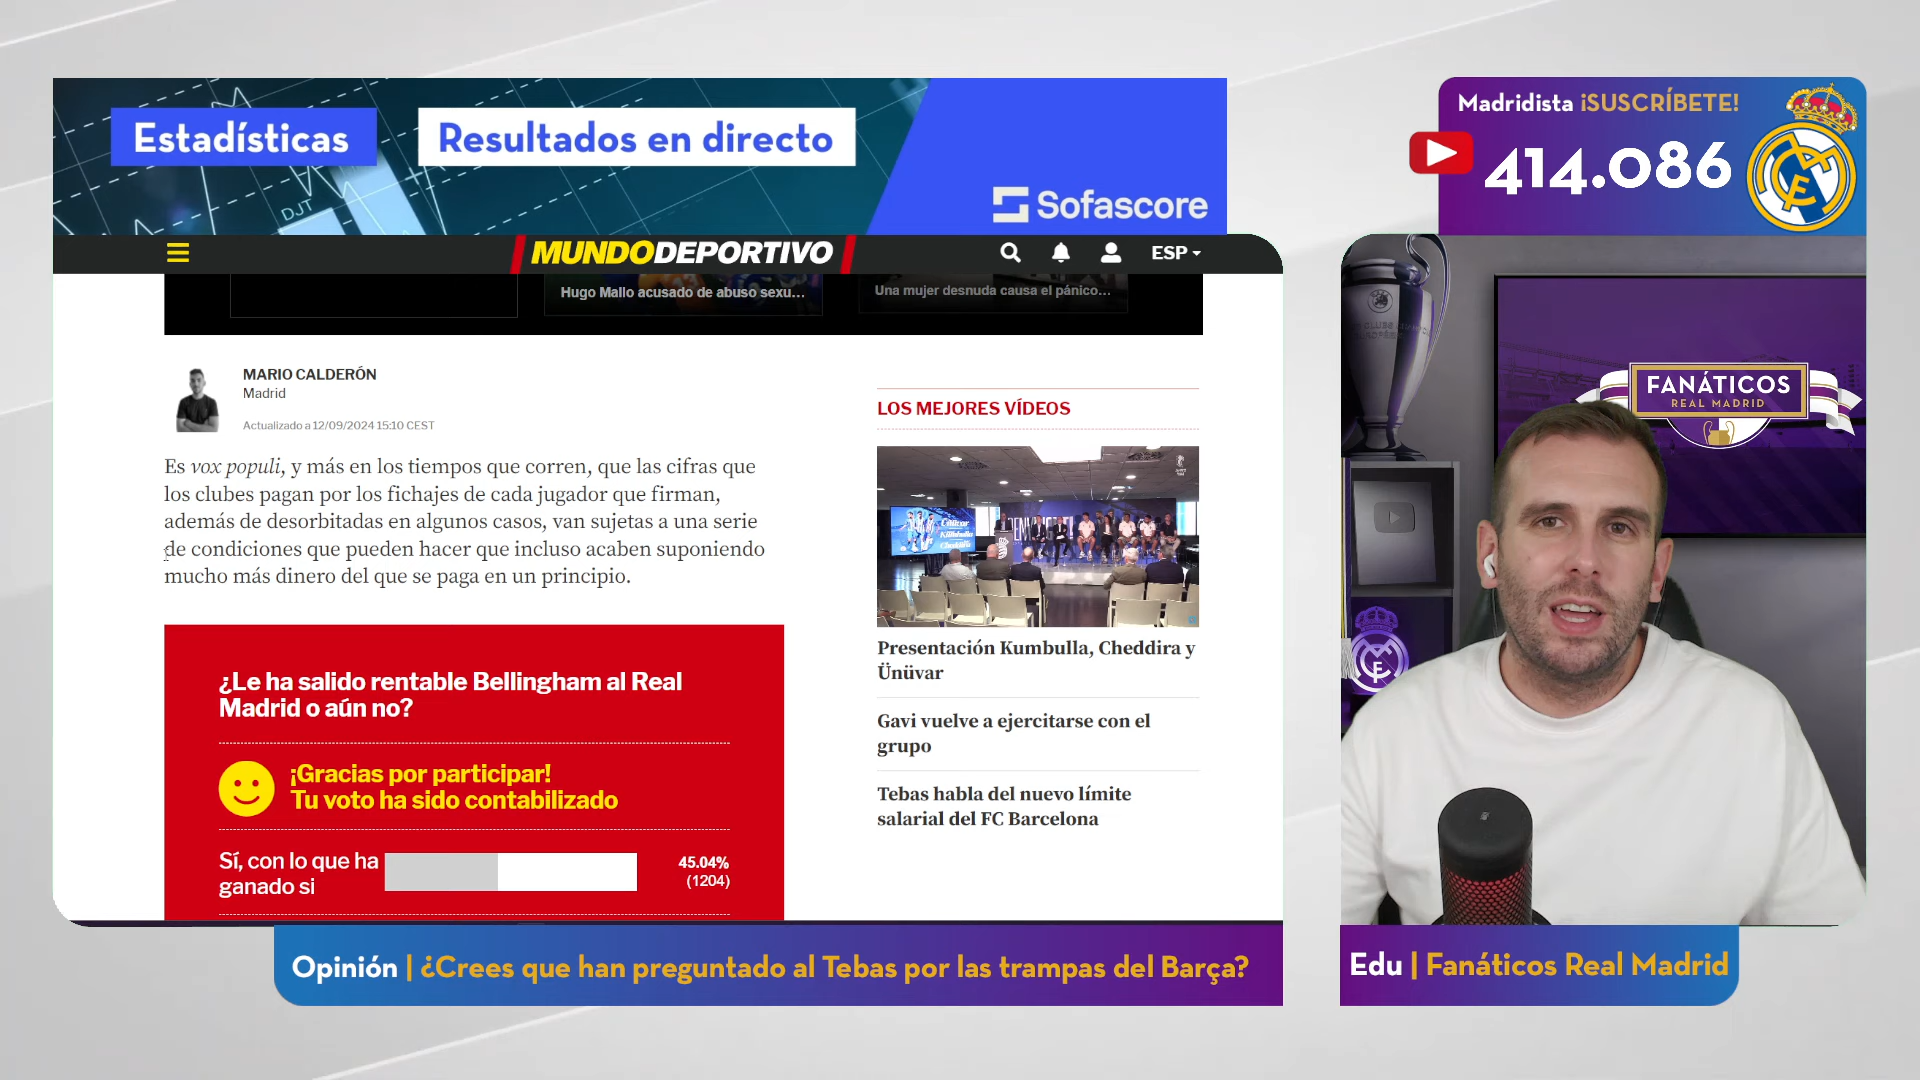 Estadísticas
Resultados en directo
DJT
Sofascore
Madridista ¡SUSCRÍBETE!
414.086
MUNDODEPORTIVO
ESP
Hugo Mallo acusado de abuso sexu...
Una mujer desnuda causa el pánico...
MARIO CALDERÓN
Madrid
Actualizado a 12/09/2024 15:10 CEST
Es vox populi, y más en los tiempos que corren, que las cifras que
los clubes pagan por los fichajes de cada jugador que firman,
además de desorbitadas en algunos casos, van sujetas a una serie
de condiciones que pueden hacer que incluso acaben suponiendo
mucho más dinero del que se paga en un principio.
¿Le ha salido rentable Bellingham al Real
Madrid o aún no?
¡Gracias por participar!
Tu voto ha sido contabilizado
Sí, con lo que ha
ganado si
45.04%
(1204)
LOS MEJORES VÍDEOS
Presentación Kumbulla, Cheddira y
Ünüvar
Gavi vuelve a ejercitarse con el
grupo
Tebas habla del nuevo límite
salarial del FC Barcelona
FANÁTICOS
REAL MADRID
Opinión | ¿Crees que han preguntado al Tebas por las trampas del Barça?
Edu | Fanáticos Real Madrid